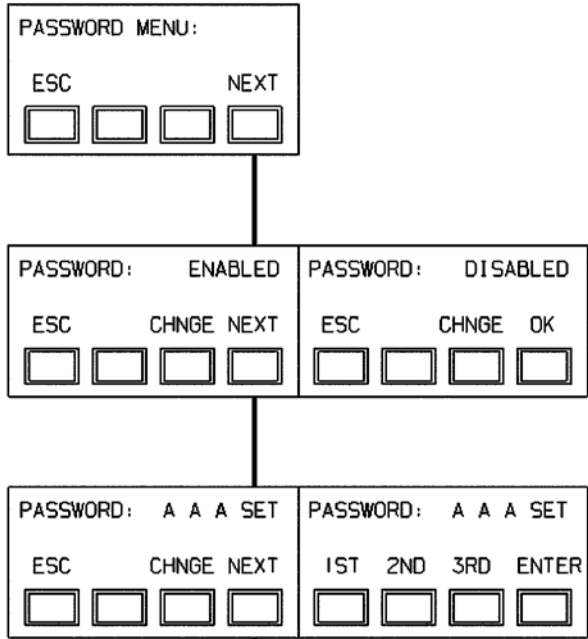 PASSWORD MENU:
ESC NEXT
PASSWORD: ENABLED
ESC CHNGE NEXT
PASSWORD: DISABLED
ESC CHNGE OK
PASSWORD: A A A SET
ESC CHNGE NEXT
PASSWORD: A A A SET
1ST 2ND 3RD ENTER